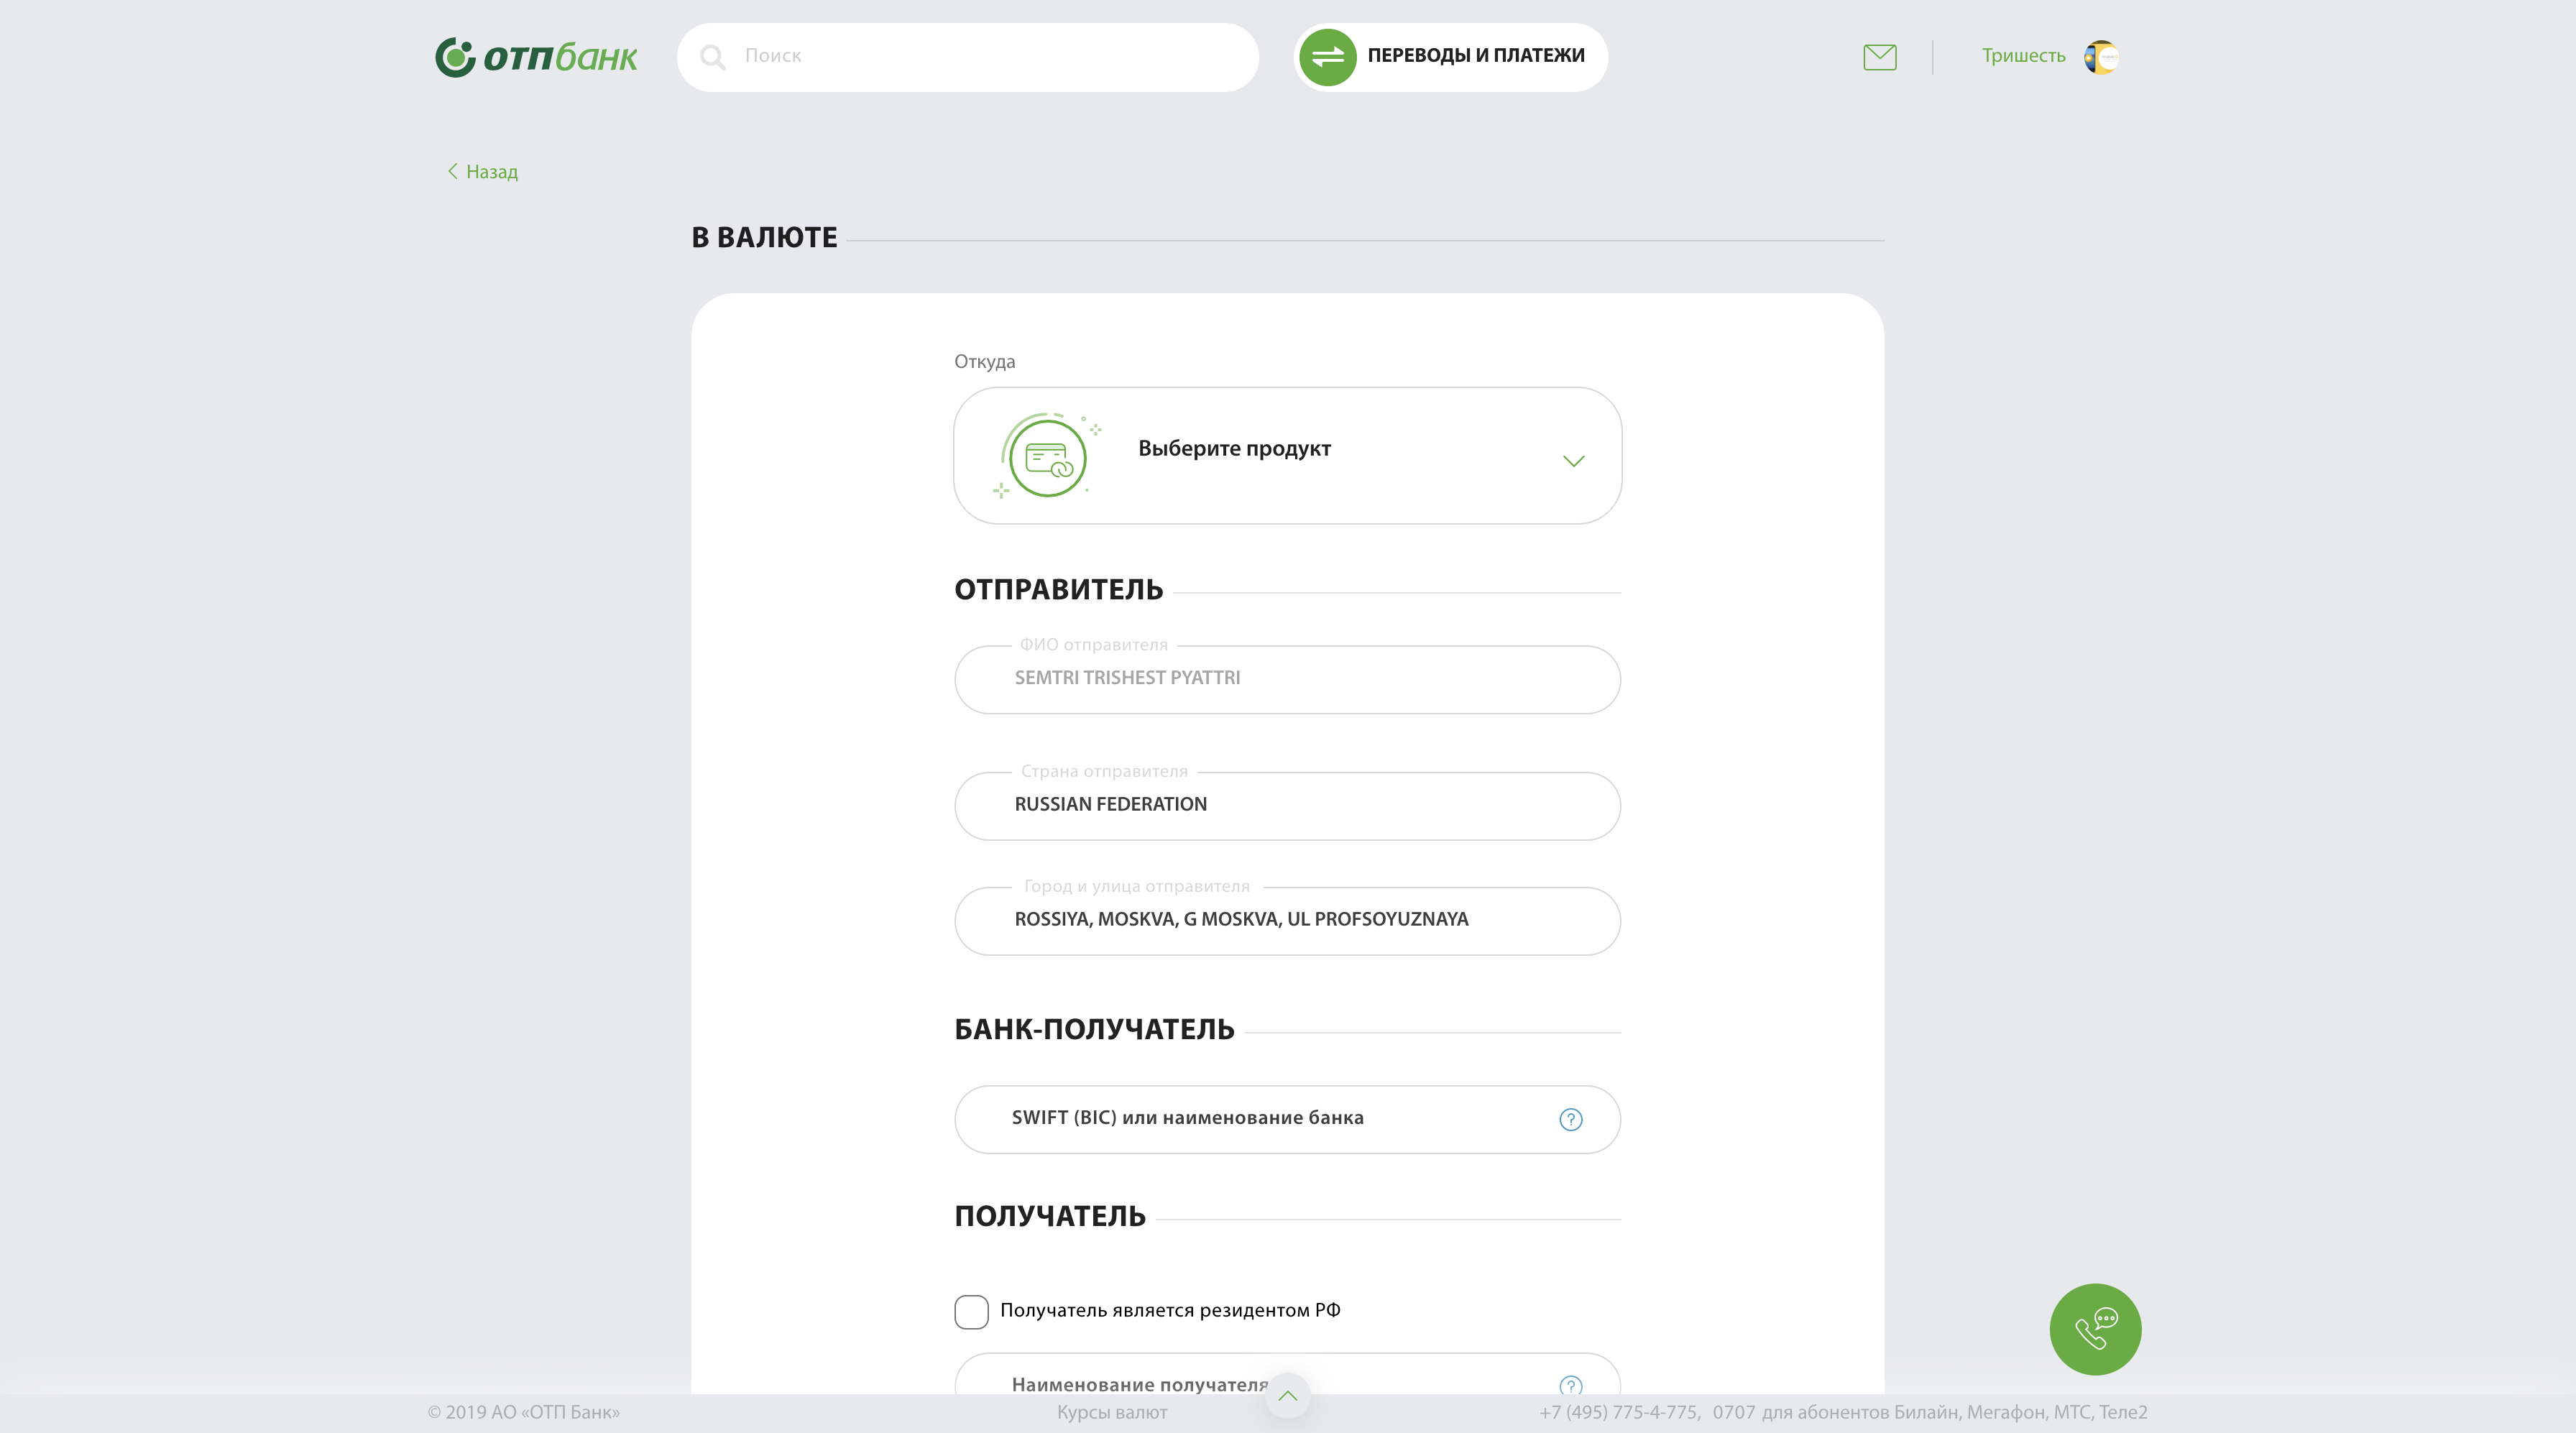 ОТПбанк
Поиск
ПЕРЕВОДЫ И ПЛАТЕЖИ
Тришесть
Назад
В ВАЛЮТЕ
Откуда
Выберите продукт
ОТПРАВИТЕЛЬ
ФИО отправителя
SEMTRI TRISHEST PYATTRI
Страна отправителя
RUSSIAN FEDERATION
Город и улица отправителя
ROSSIYA, MOSKVA, G MOSKVA, UL PROFSOYUZNAYA
БАНК-ПОЛУЧАТЕЛЬ
SWIFT (BIC) или наименование банка
?
ПОЛУЧАТЕЛЬ
Получатель является резидентом РФ
Наименование получателя
?
© 2019 АО «ОТП Банк»
Курсы валют
+7 (495) 775-4-775, 0707 для абонентов Билайн, Мегафон, МТС, Теле2